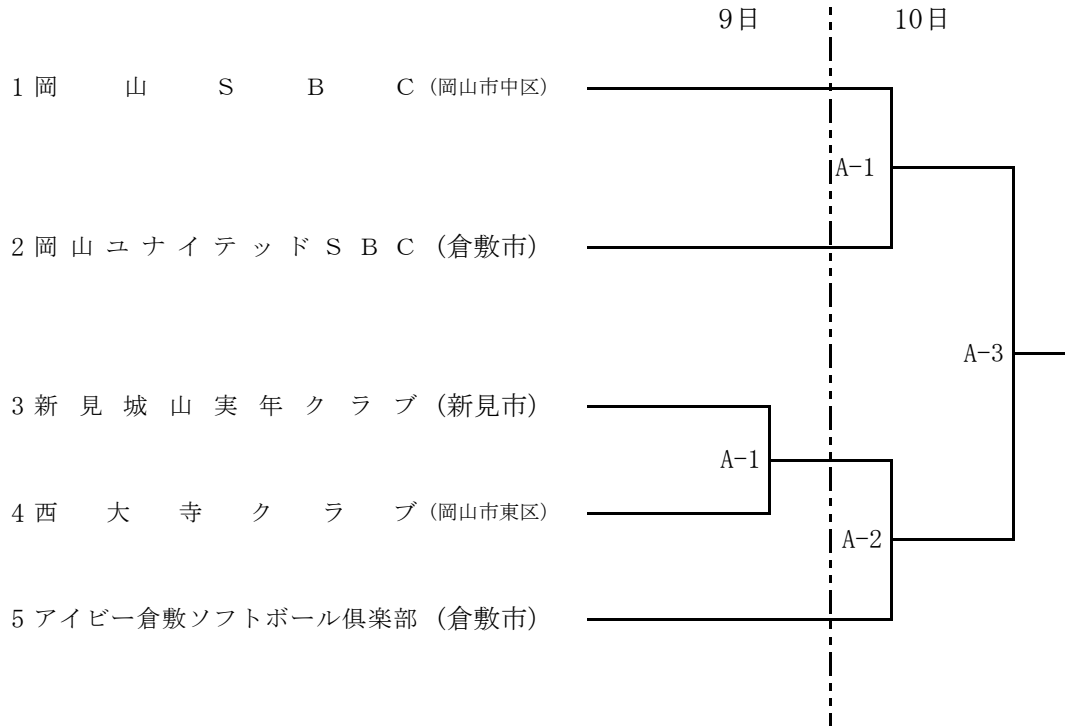 9日 10日
1 岡山SBC (岡山市中区)
A-1
2 岡山ユナイテッドSBC (倉敷市)
A-3
3 新見城山実年クラブ (新見市)
A-1
4 西大寺クラブ (岡山市東区)
A-2
5 アイビー倉敷ソフトボール倶楽部 (倉敷市)